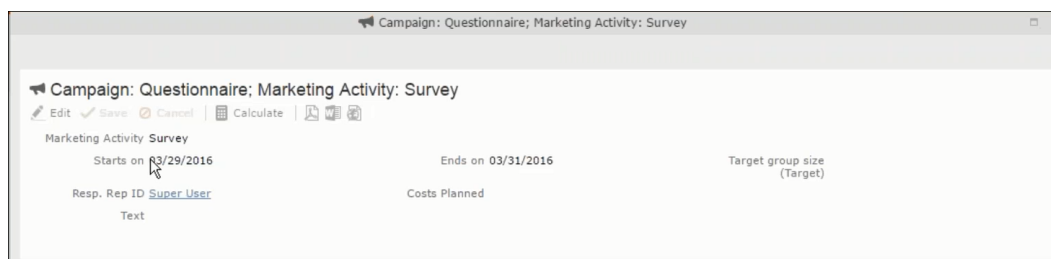 Campaign: Questionnaire; Marketing Activity: Survey
Campaign: Questionnaire; Marketing Activity: Survey
Edit Save Cancel Calculate
Marketing Activity Survey
Starts on 03/29/2016 Ends on 03/31/2016 Target group size
(Target)
Resp. Rep ID Super User Costs Planned
Text